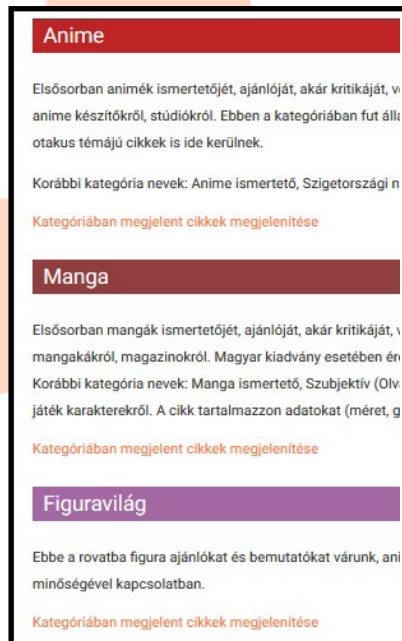 Anime
Elsősorban animék ismertetőjét, ajánlóját, akár kritikáját,
anime készítőkről, stúdiókról. Ebben a kategóriában fut
otakus témájú cikkek is ide kerülnek.
Korábbi kategória nevek: Anime ismertető, Szigetországi
Kategóriában megjelent cikkek megjelenítése
Manga
Elsősorban mangák ismertetőjét, ajánlóját, akár kritikáját,
mangakákról, magazinokról. Magyar kiadvány esetében
Korábbi kategória nevek: Manga ismertető, Szubjektív
játék karakterekről. A cikk tartalmazzon adatokat (méret,
Kategóriában megjelent cikkek megjelenítése
Figuravilág
Ebbe a rovatba figura ajánlókat és bemutatókat várunk,
minőségével kapcsolatban.
Kategóriában megjelent cikkek megjelenítése